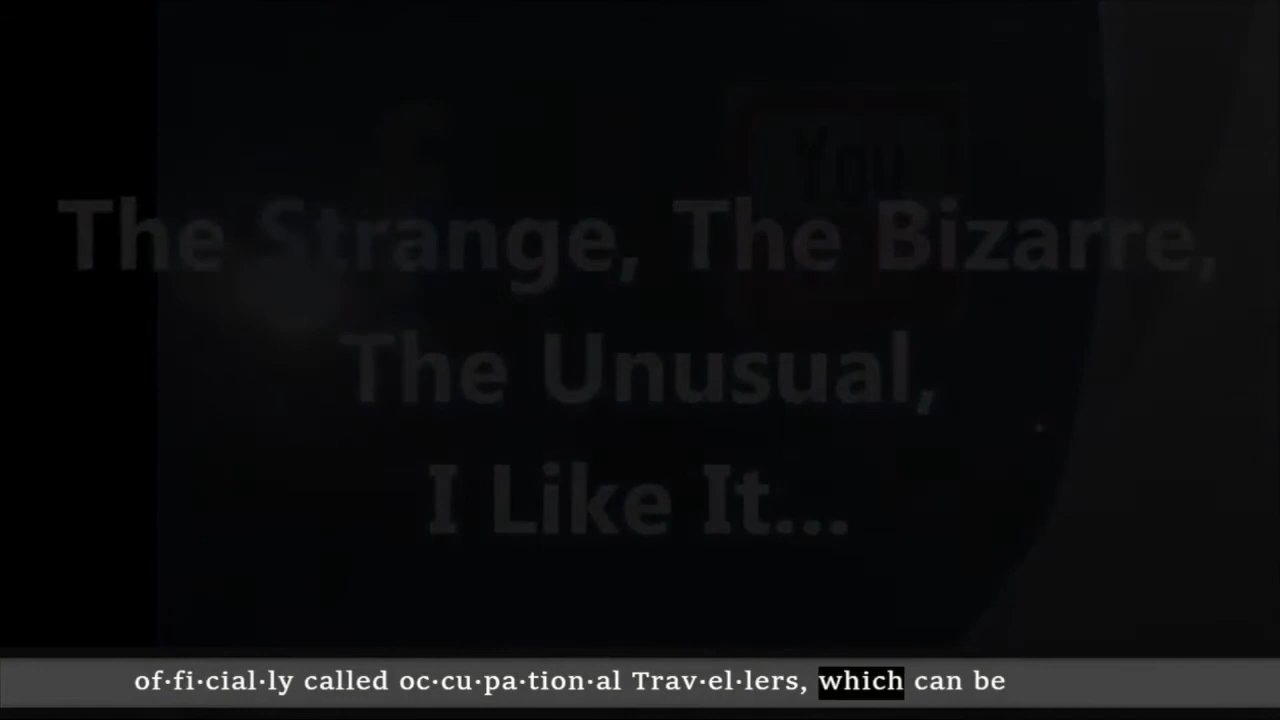 You
The Strange, The Bizarre,
The Unusual,
I Like It...
of·fi·cial·ly called oc·cu·pa·tion·al Trav·el·lers, which can be